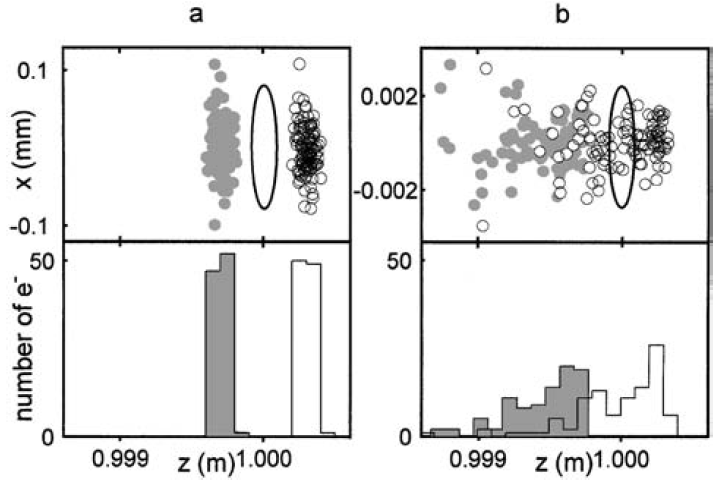 a b
0.1 0.002
x (mm)
-0.1 -0.002
50 50
number of e⁻
0 0
0.999 z (m) 1.000 0.999 z (m) 1.000